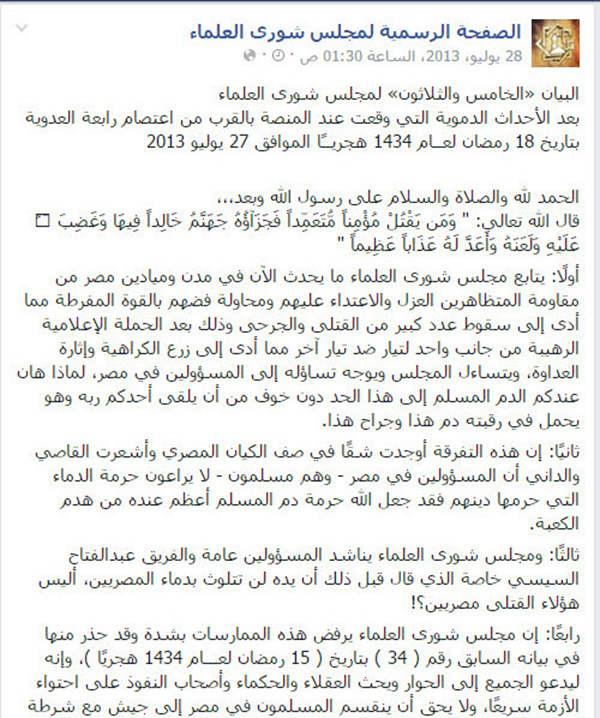 الصفحة الرسمية لمجلس شورى العلماء
28 يوليو، 2013، الساعة 01:30 ص ·
البيان «الخامس والثلاثون» لمجلس شورى العلماء
بعد الأحداث الدموية التي وقعت عند المنصة بالقرب من اعتصام رابعة العدوية
بتاريخ 18 رمضان لعــام 1434 هجريــًا الموافق 27 يوليو 2013
الحمد لله والصلاة والسلام على رسول الله وبعد،،،
قال الله تعالى: " وَمَن يَقْتُلْ مُؤْمِناً مُّتَعَمِّداً فَجَزَآؤُهُ جَهَنَّمُ خَالِداً فِيهَا وَغَضِبَ
عَلَيْهِ وَلَعَنَهُ وَأَعَدَّ لَهُ عَذَاباً عَظِيماً "
أولًا: يتابع مجلس شورى العلماء ما يحدث الآن في مدن وميادين مصر من
مقاومة المتظاهرين العزل والاعتداء عليهم ومحاولة فضهم بالقوة المفرطة مما
أدى إلى سقوط عدد كبير من القتلى والجرحى وذلك بعد الحملة الإعلامية
الرهيبة من جانب واحد لتيار ضد تيار آخر مما أدى إلى زرع الكراهية وإثارة
العداوة، ويتساءل المجلس ويوجه تساؤله إلى المسؤولين في مصر، لماذا هان
عندكم الدم المسلم إلى هذا الحد دون خوف من أن يلقى أحدكم ربه وهو
يحمل في رقبته دم هذا وجراح هذا.
ثانيًا: إن هذه التفرقة أوجدت شقًا في صف الكيان المصري وأشعرت القاصي
والداني أن المسؤولين في مصر - وهم مسلمون - لا يراعون حرمة الدماء
التي حرمها دينهم فقد جعل الله حرمة دم المسلم أعظم عنده من هدم
الكعبة.
ثالثًا: ومجلس شورى العلماء يناشد المسؤولين عامة والفريق عبدالفتاح
السيسي خاصة الذي قال قبل ذلك أن يده لن تتلوث بدماء المصريين، أليس
هؤلاء القتلى مصريين؟!
رابعًا: إن مجلس شورى العلماء يرفض هذه الممارسات بشدة وقد حذر منها
في بيانه السابق رقم ( 34 ) بتاريخ ( 15 رمضان لعـــام 1434 هجريًا )، وإنه
ليدعو الجميع إلى الحوار ويحث العقلاء والحكماء وأصحاب النفوذ على احتواء
الأزمة سريعًا، ولا يحق أن ينقسم المسلمون في مصر إلى جيش مع شرطة